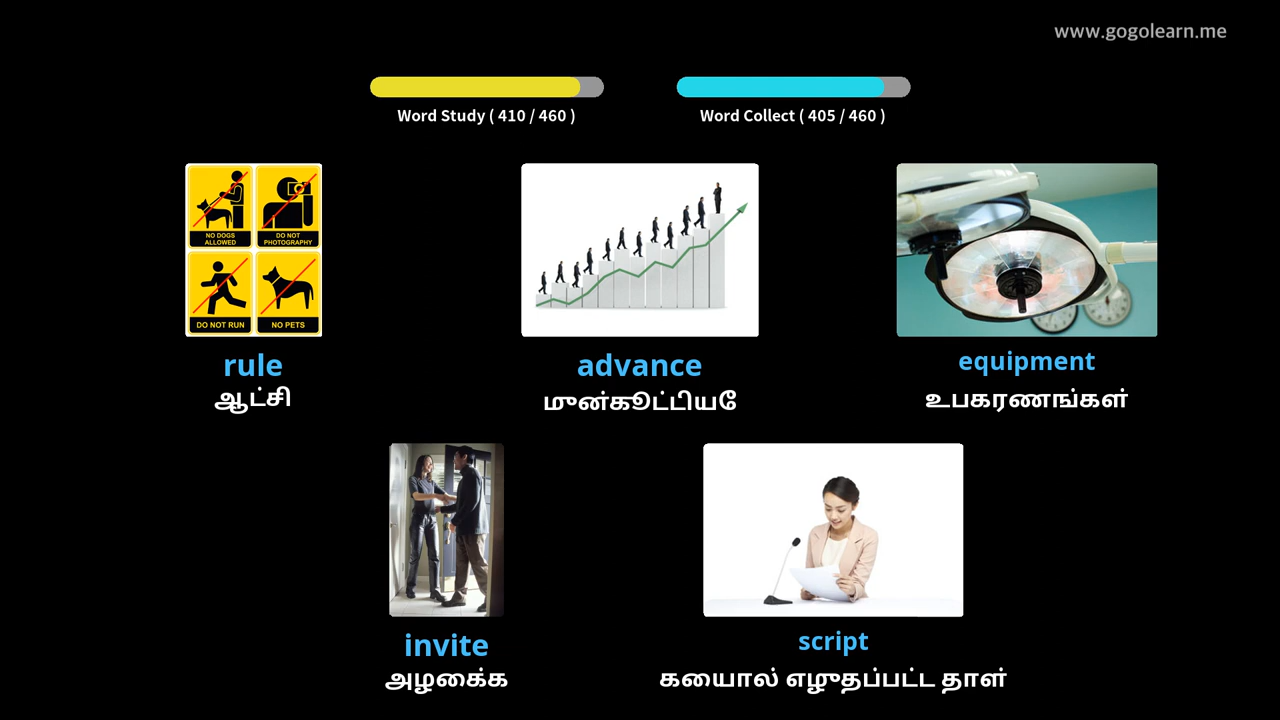 www.gogolearn.me
Word Study ( 410 / 460 )
Word Collect ( 405 / 460 )
NO DOGS ALLOWED
DO NOT PHOTOGRAPHY
DO NOT RUN
NO PETS
rule
ஆட்சி
advance
முன்கூட்டியே
equipment
உபகரணங்கள்
invite
அழைக்க
script
கையால் எழுதப்பட்ட தாள்